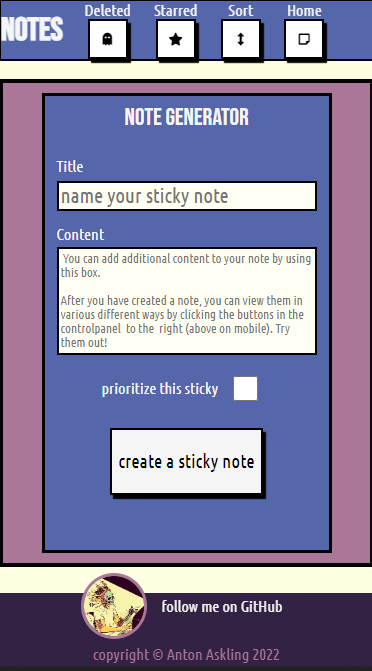 NOTES
Deleted Starred Sort Home
NOTE GENERATOR
Title
name your sticky note
Content
You can add additional content to your note by using
this box.
After you have created a note, you can view them in
various different ways by clicking the buttons in the
controlpanel to the right (above on mobile). Try
them out!
prioritize this sticky
create a sticky note
follow me on GitHub
copyright © Anton Askling 2022